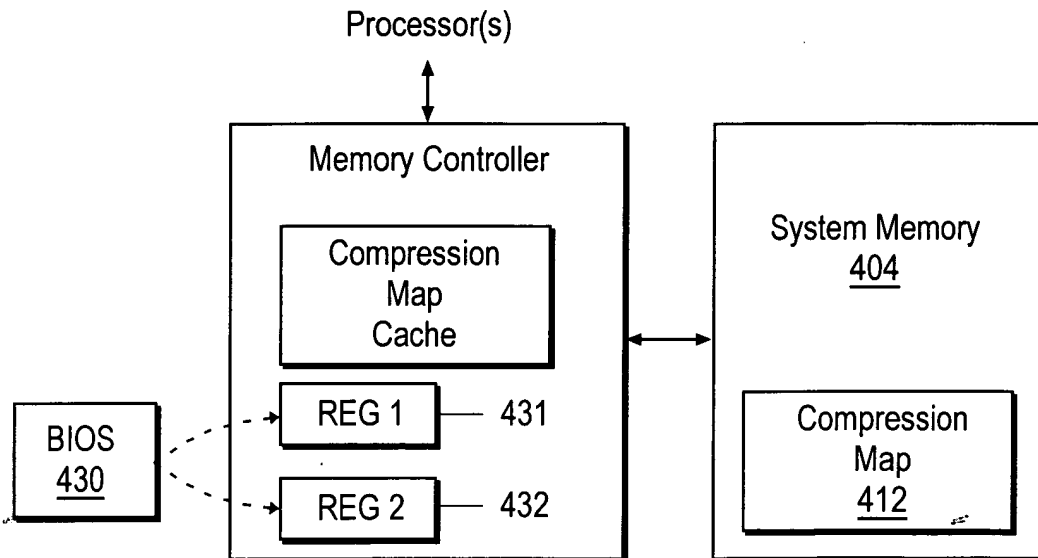 Processor(s)
Memory Controller
Compression
Map
Cache
System Memory
404
REG 1
431
REG 2
432
BIOS
430
Compression
Map
412